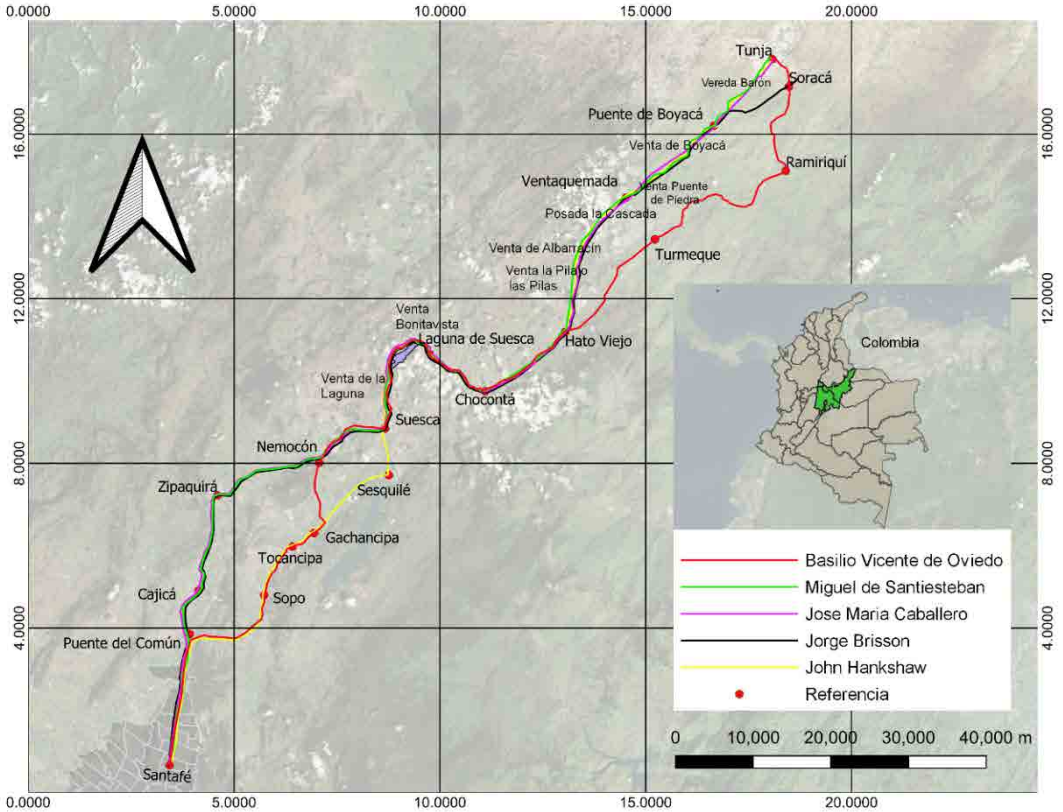 0.0000
5.0000
10.0000
15.0000
20.0000
Tunja
Vereda Baron
Soracá
Puente de Boyacá
16.0000
16.0000
Venta de Boyacá
Ramiriquí
Ventaquemada
Venta Puente
de Piedra
Posada la Cascada
Venta de Albarracin
Turmeque
Venta la Pila o
las Pilas
12.0000
12.0000
Venta
Bonitavista
Laguna de Suesca
Hato Viejo
Colombia
Venta de la
Laguna
Chocontá
Suesca
Nemocón
8.0000
8.0000
Zipaquirá
Sesquilé
Gachancipa
Tocancipa
Cajicá
Sopo
4.0000
4.0000
Puente del Común
Santafé
Basilio Vicente de Oviedo
Miguel de Santiesteban
Jose Maria Caballero
Jorge Brisson
John Hankshaw
Referencia
0 10,000 20,000 30,000 40,000 m
0.0000
5.0000
10.0000
15.0000
20.0000